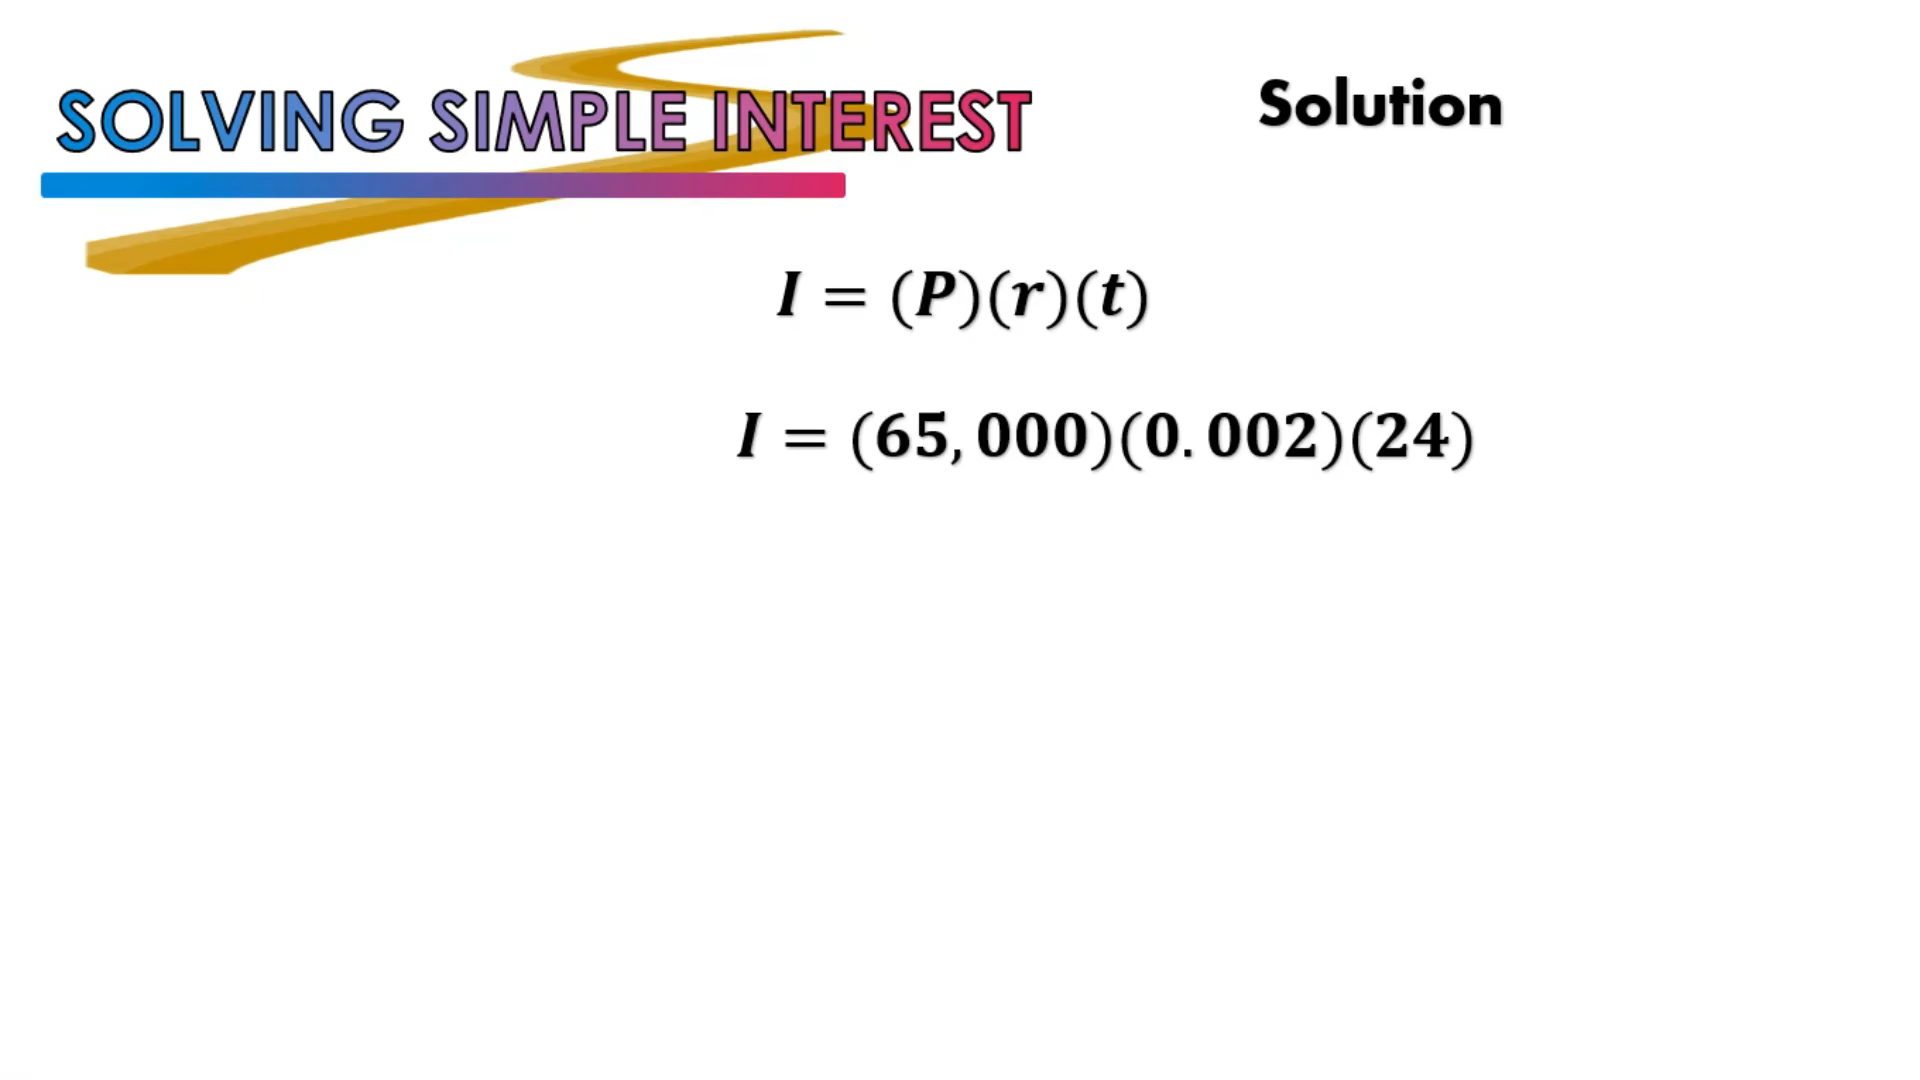 SOLVING SIMPLE INTEREST
Solution
I = (P)(r)(t)
I = (65,000)(0.002)(24)